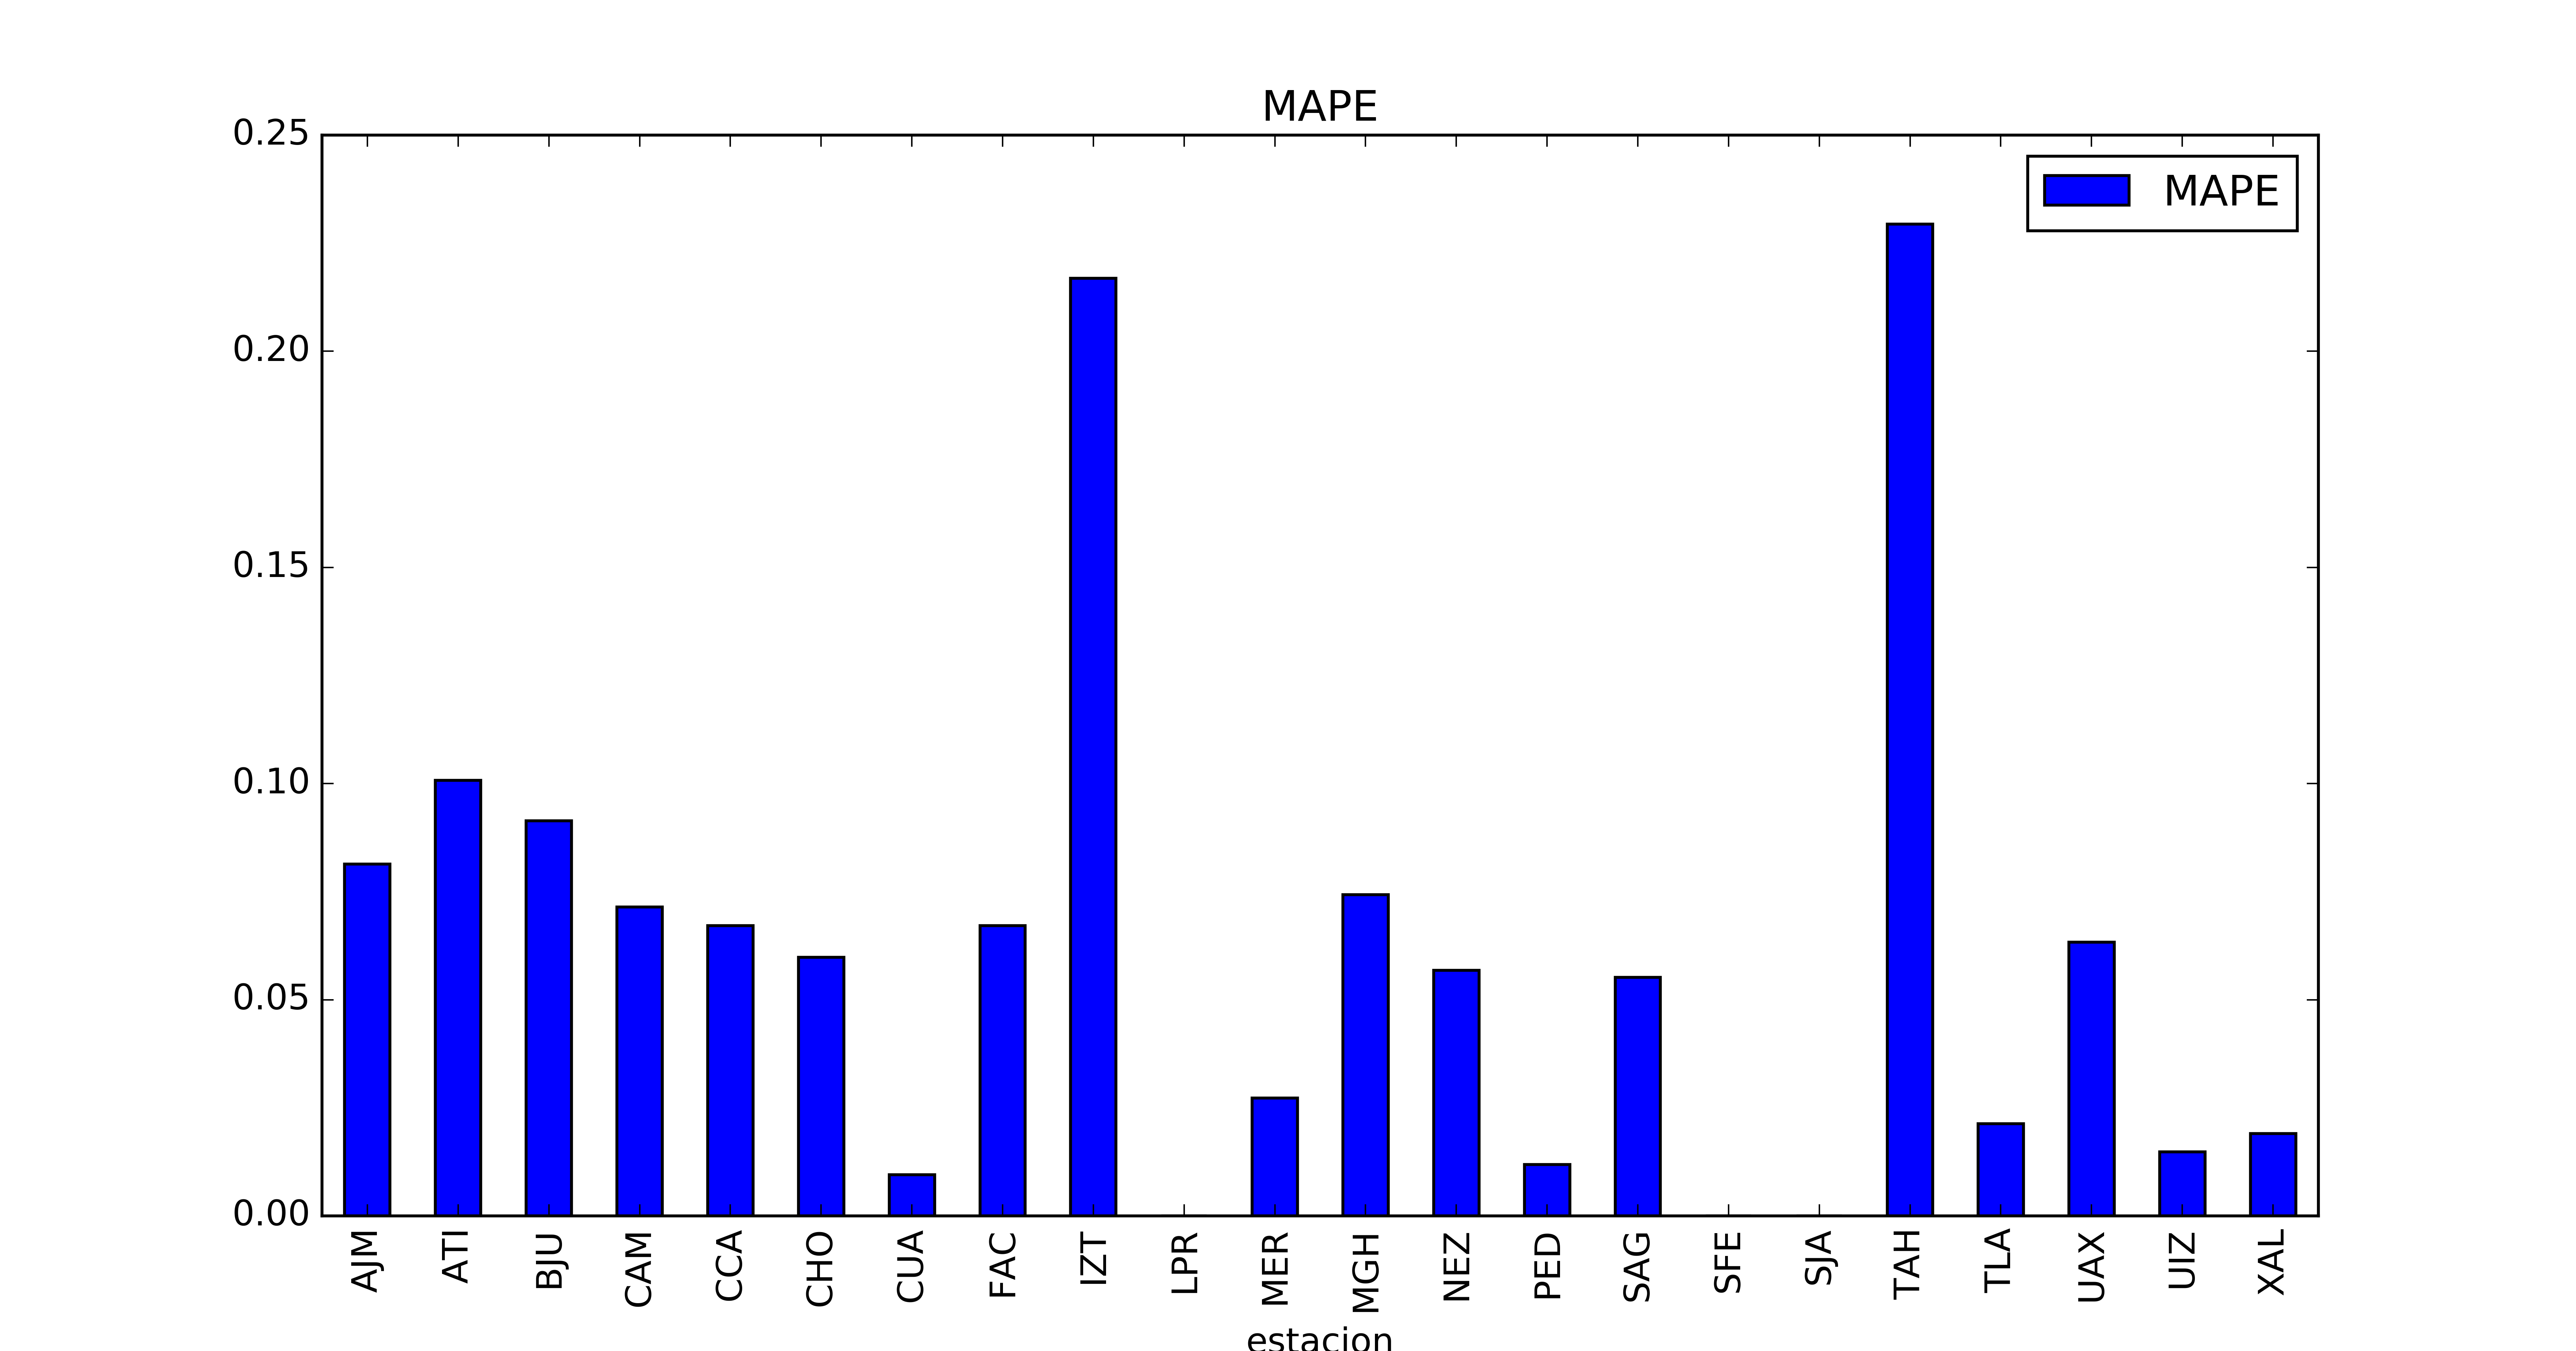 MAPE
0.25
MAPE
0.20
0.15
0.10
0.05
0.00
AJM
ATI
BJU
CAM
CCA
CHO
CUA
FAC
IZT
LPR
MER
MGH
NEZ
PED
SAG
SFE
SJA
TAH
TLA
UAX
UIZ
XAL
estacion